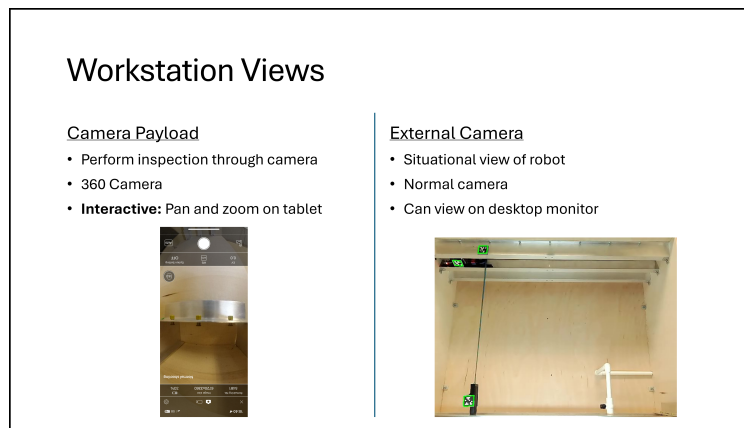 Workstation Views
Camera Payload
• Perform inspection through camera
• 360 Camera
• Interactive: Pan and zoom on tablet
External Camera
• Situational view of robot
• Normal camera
• Can view on desktop monitor